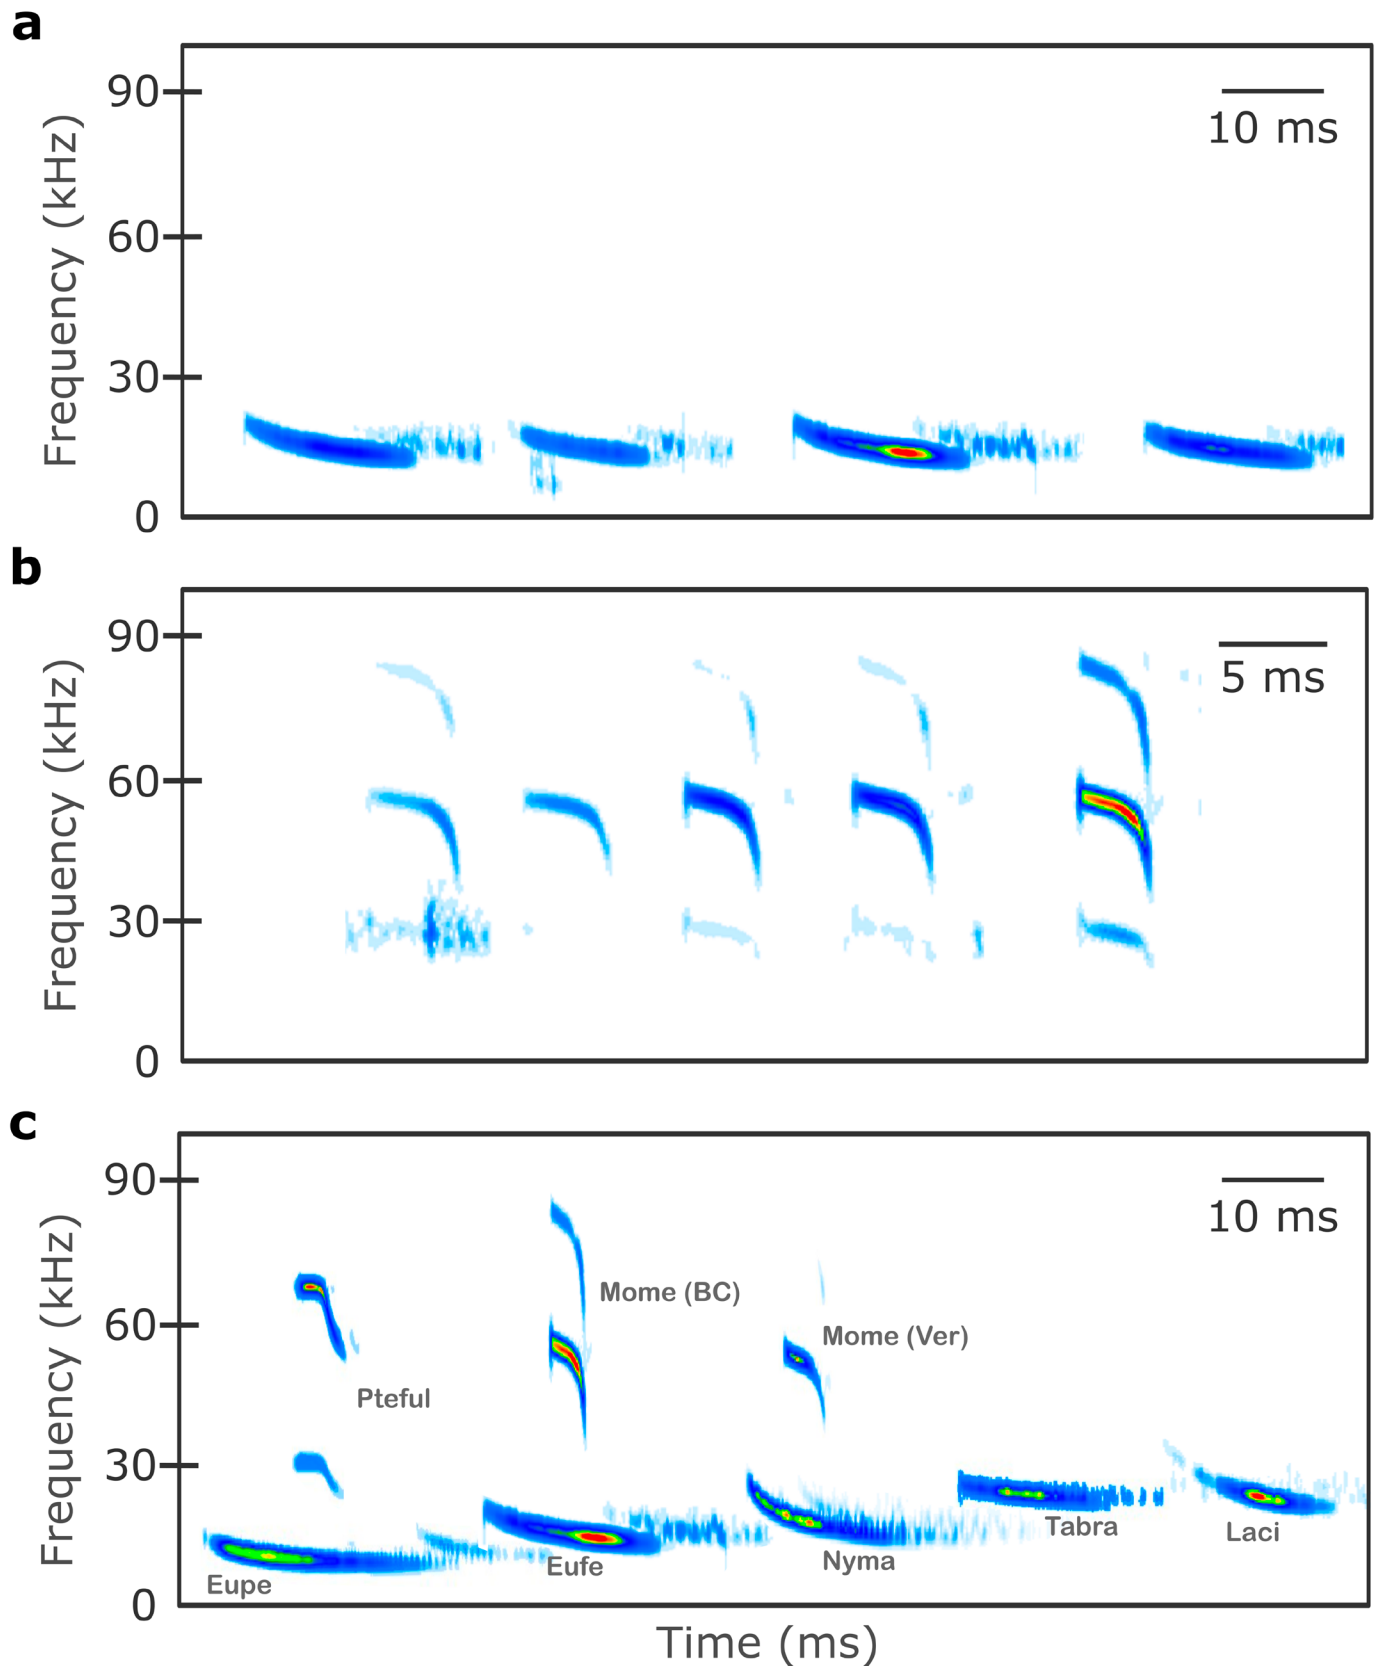 a
90
60
30
0
Frequency (kHz)
10 ms
b
90
60
30
0
Frequency (kHz)
5 ms
c
90
60
30
0
Frequency (kHz)
10 ms
Mome (BC)
Mome (Ver)
Pteful
Tabra
Laci
Nyma
Eufe
Eupe
Time (ms)